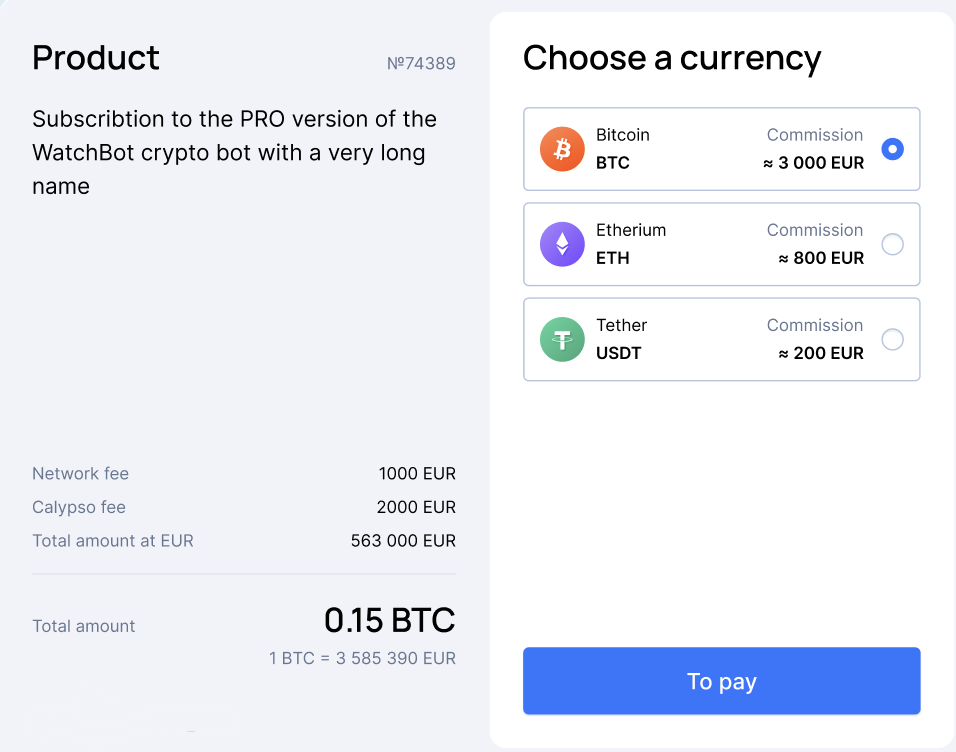 Product
№74389
Subscribtion to the PRO version of the
WatchBot crypto bot with a very long
name
Network fee 1000 EUR
Calypso fee 2000 EUR
Total amount at EUR 563 000 EUR
Total amount 0.15 BTC
1 BTC = 3 585 390 EUR
Choose a currency
Bitcoin Commission
BTC ≈ 3 000 EUR
Etherium Commission
ETH ≈ 800 EUR
Tether Commission
USDT ≈ 200 EUR
To pay